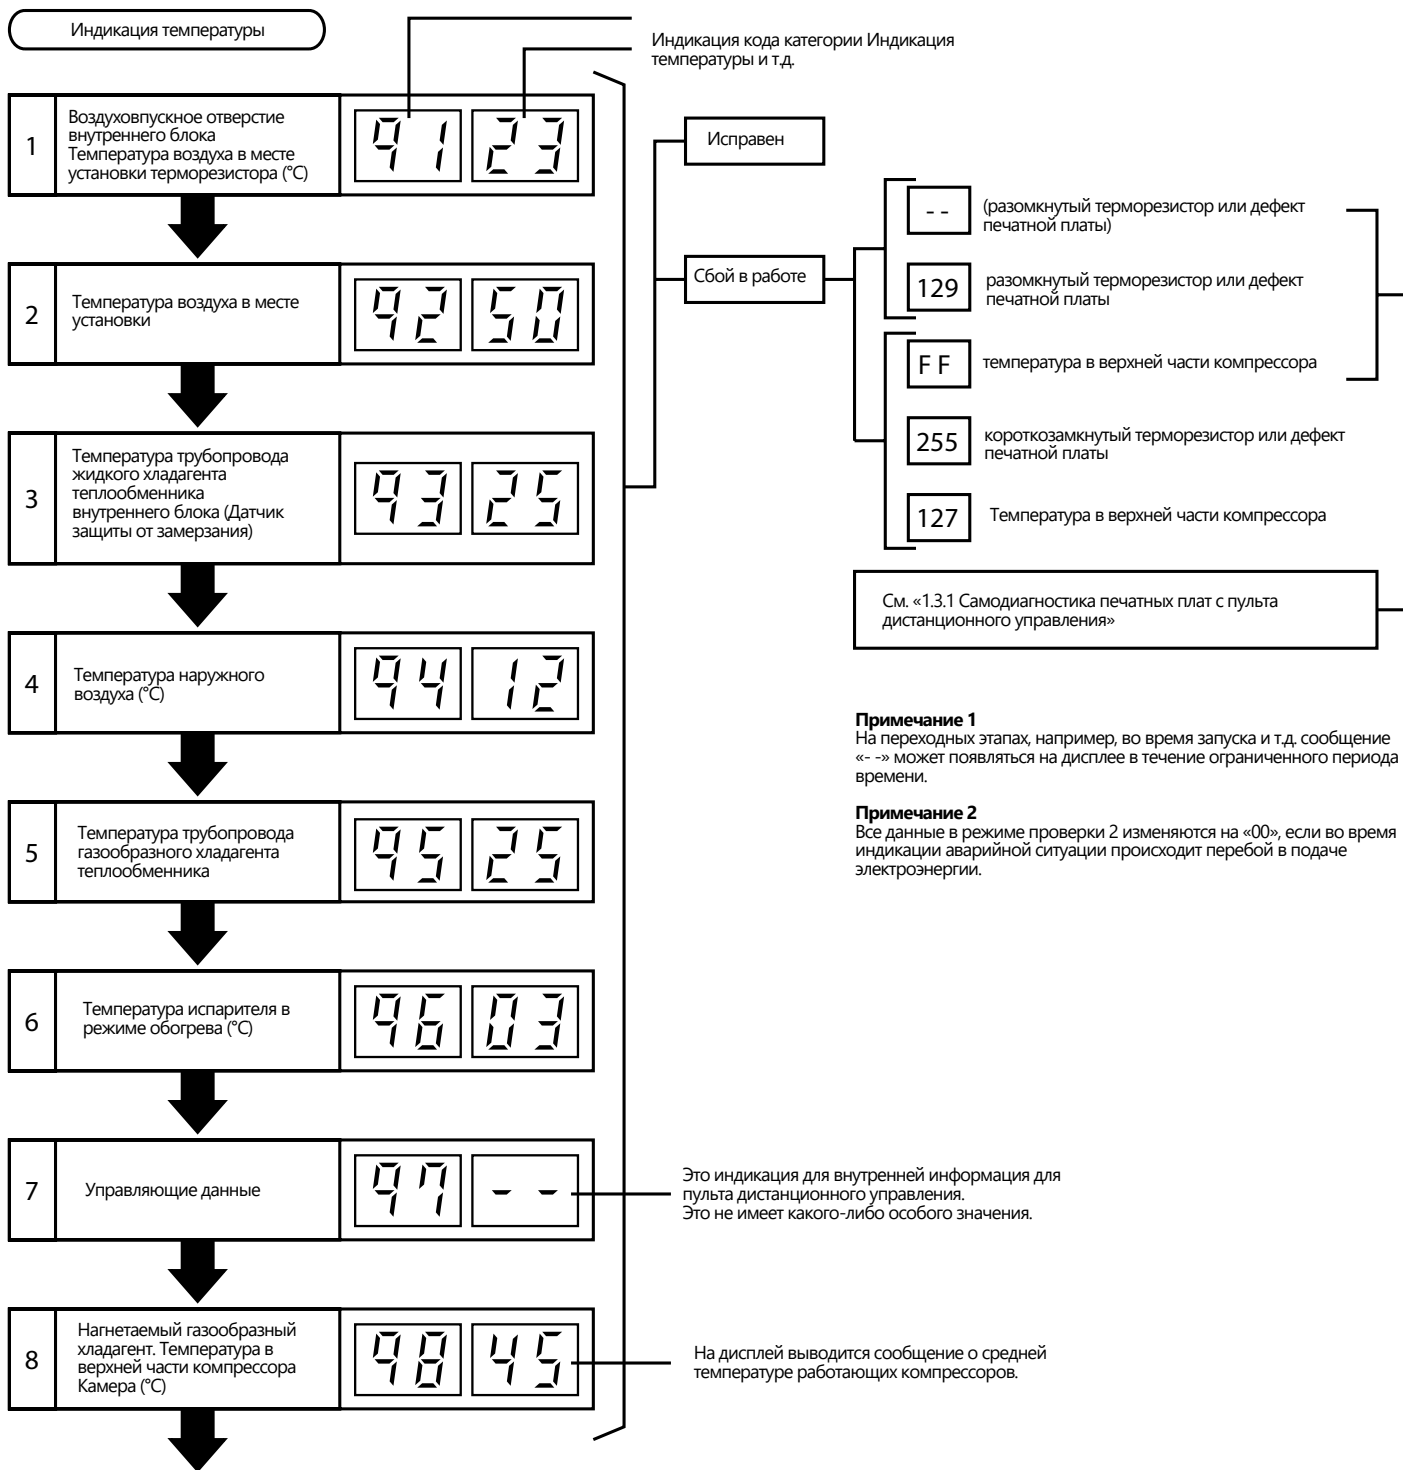 Индикация температуры
Индикация кода категории Индикация
температуры и т.д.
1
Воздуховпускное отверстие
внутреннего блока
Температура воздуха в месте
установки терморезистора (°C)
91 23
2
Температура воздуха в месте
установки
92 50
3
Температура трубопровода
жидкого хладагента
теплообменника
внутреннего блока (Датчик
защиты от замерзания)
93 25
4
Температура наружного
воздуха (°C)
94 12
5
Температура трубопровода
газообразного хладагента
теплообменника
95 25
6
Температура испарителя в
режиме обогрева (°C)
96 03
7
Управляющие данные
97 - -
8
Нагнетаемый газообразный
хладагент. Температура в
верхней части компрессора
Камера (°C)
98 45
Исправен
Сбой в работе
- -
(разомкнутый терморезистор или дефект
печатной платы)
129
разомкнутый терморезистор или дефект
печатной платы
F F
температура в верхней части компрессора
255
короткозамкнутый терморезистор или дефект
печатной платы
127
Температура в верхней части компрессора
См. «1.3.1 Самодиагностика печатных плат с пульта
дистанционного управления»
Примечание 1
На переходных этапах, например, во время запуска и т.д. сообщение
«- -» может появляться на дисплее в течение ограниченного периода
времени.
Примечание 2
Все данные в режиме проверки 2 изменяются на «00», если во время
индикации аварийной ситуации происходит перебой в подаче
электроэнергии.
Это индикация для внутренней информация для
пульта дистанционного управления.
Это не имеет какого-либо особого значения.
На дисплей выводится сообщение о средней
температуре работающих компрессоров.